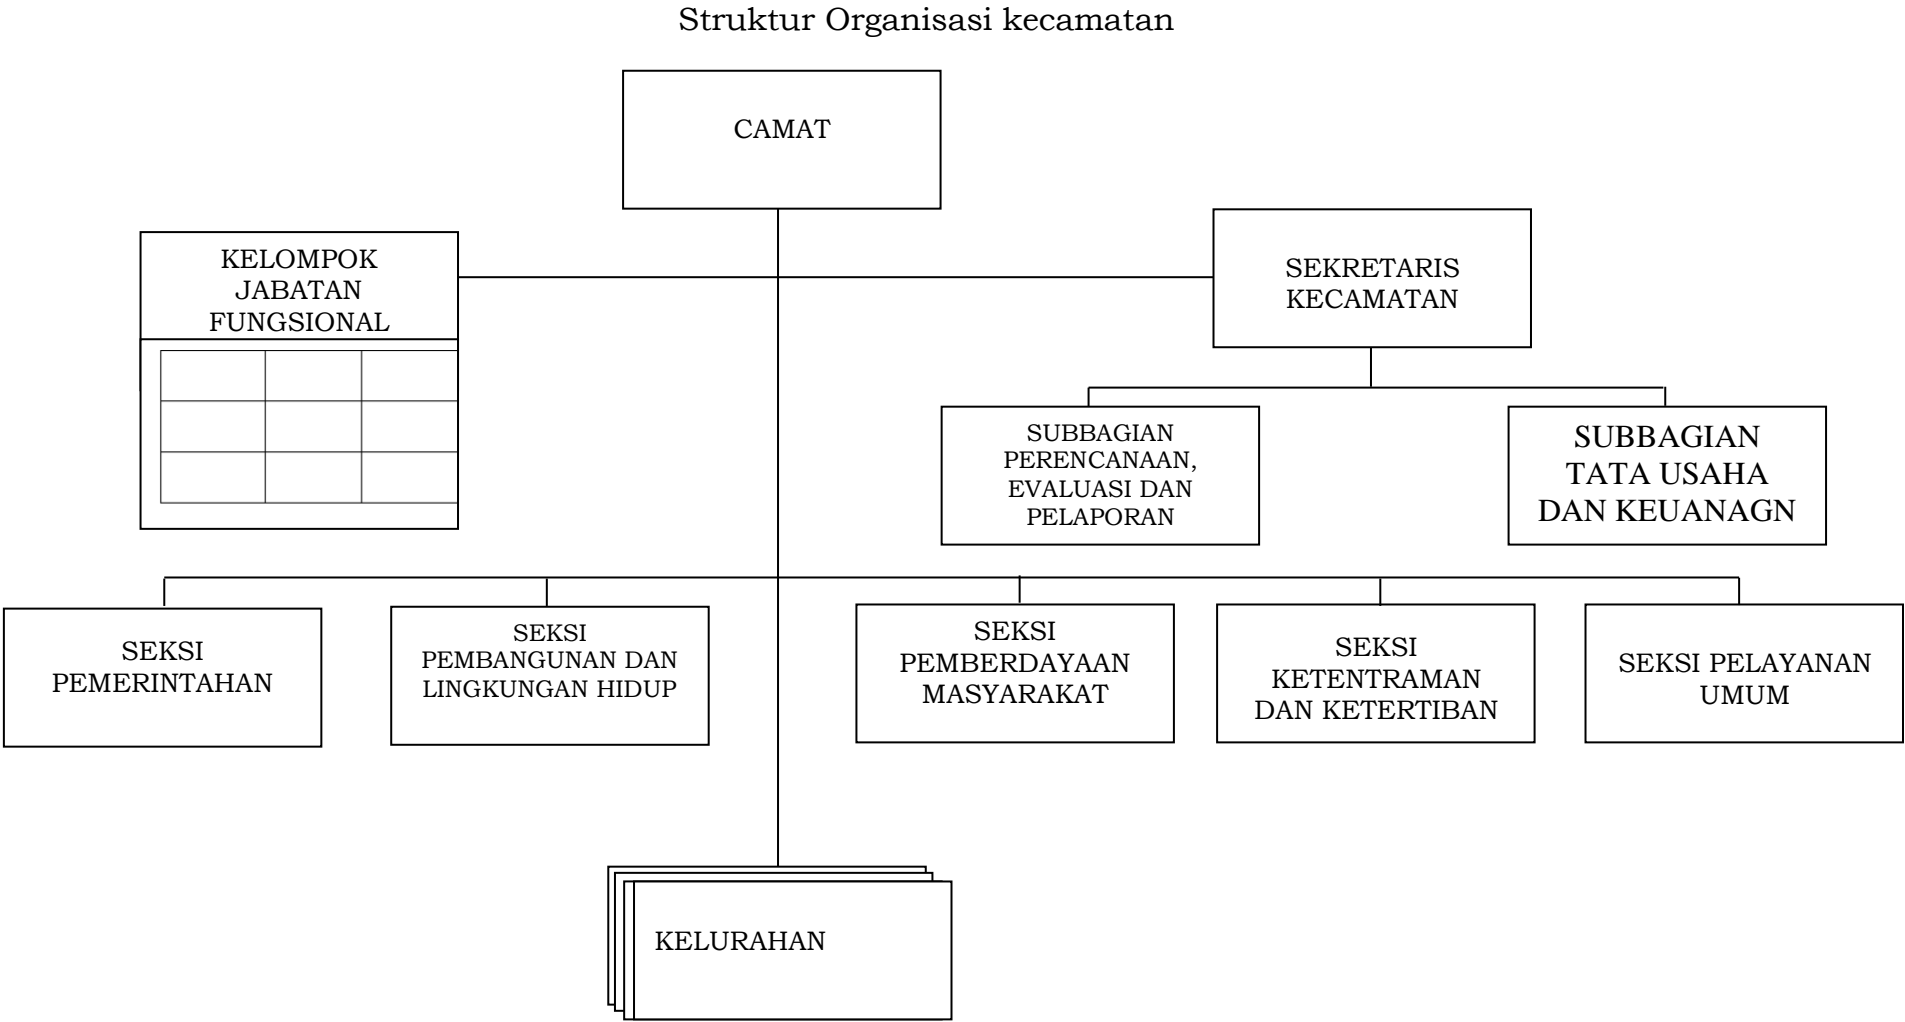 Struktur Organisasi kecamatan
CAMAT
KELOMPOK
JABATAN
FUNGSIONAL
SEKRETARIS
KECAMATAN
SUBBAGIAN
PERENCANAAN,
EVALUASI DAN
PELAPORAN
SUBBAGIAN
TATA USAHA
DAN KEUANAGN
SEKSI
PEMERINTAHAN
SEKSI
PEMBANGUNAN DAN
LINGKUNGAN HIDUP
SEKSI
PEMBERDAYAAN
MASYARAKAT
SEKSI
KETENTRAMAN
DAN KETERTIBAN
SEKSI PELAYANAN
UMUM
KELURAHAN